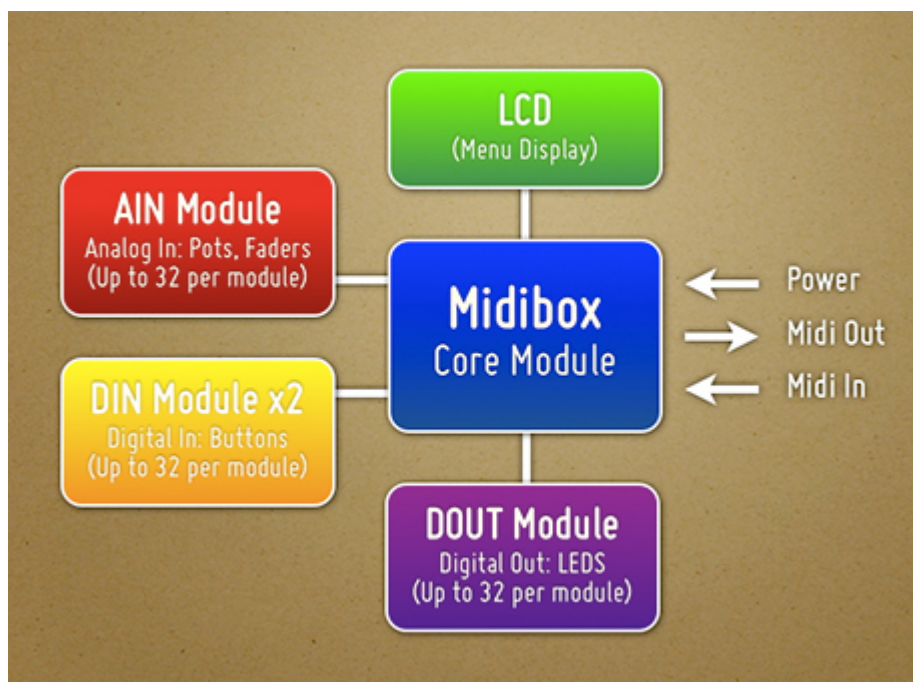 LCD
(Menu Display)
AIN Module
Analog In: Pots, Faders
(Up to 32 per module)
Midibox
Core Module
Power
Midi Out
Midi In
DIN Module x2
Digital In: Buttons
(Up to 32 per module)
DOUT Module
Digital Out: LEDS
(Up to 32 per module)